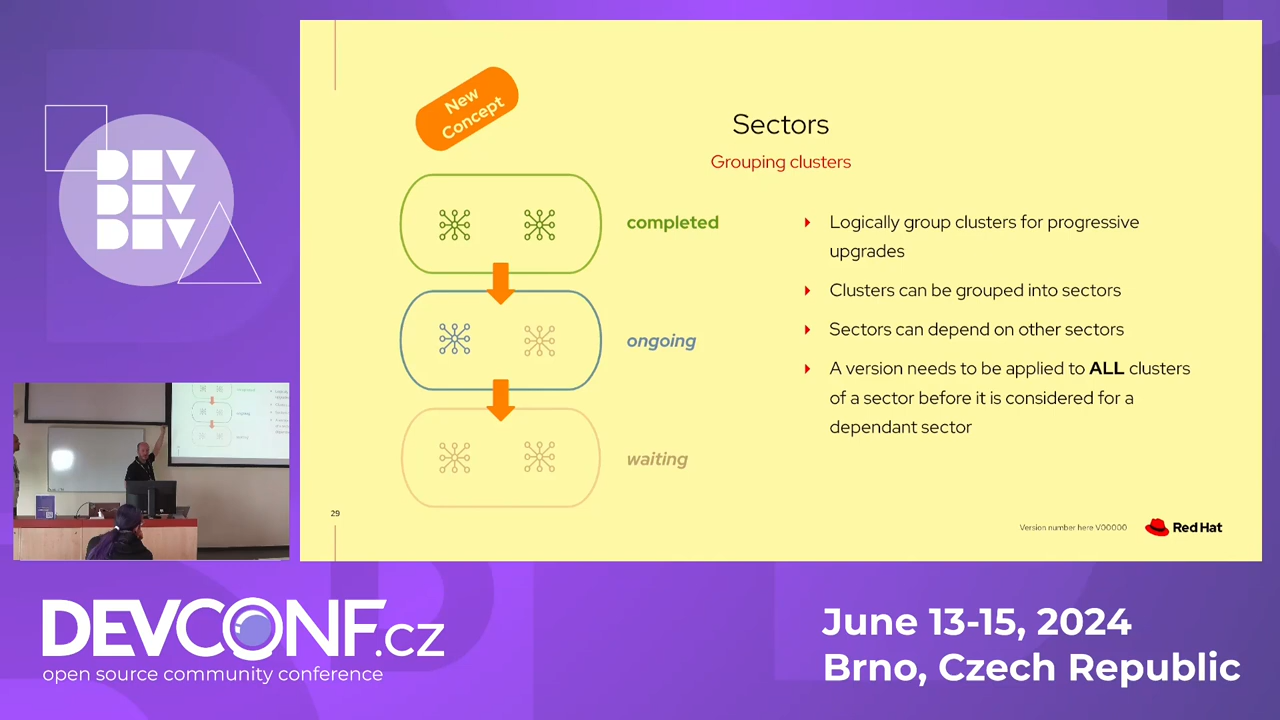 DEV
DEV
DEV
New
Concept
Sectors
Grouping clusters
completed
ongoing
waiting
Logically group clusters for progressive
upgrades
Clusters can be grouped into sectors
Sectors can depend on other sectors
A version needs to be applied to ALL clusters
of a sector before it is considered for a
dependant sector
29
Version number here V00000
Red Hat
DEVCONF.cz
open source community conference
June 13-15, 2024
Brno, Czech Republic